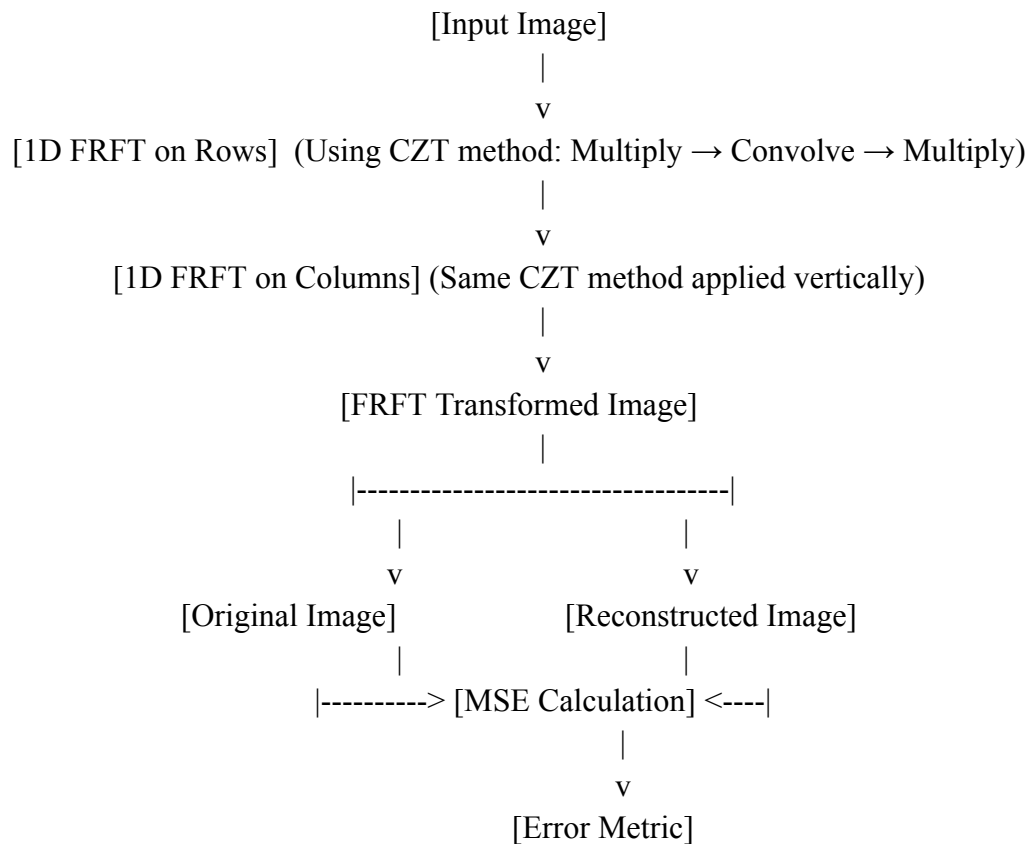 [Input Image]
|
v
[1D FRFT on Rows]  (Using CZT method: Multiply → Convolve → Multiply)
|
v
[1D FRFT on Columns] (Same CZT method applied vertically)
|
v
[FRFT Transformed Image]
|
|-----------------------------------|
| |
v v
[Original Image] [Reconstructed Image]
| |
|----------> [MSE Calculation] <----|
|
v
[Error Metric]